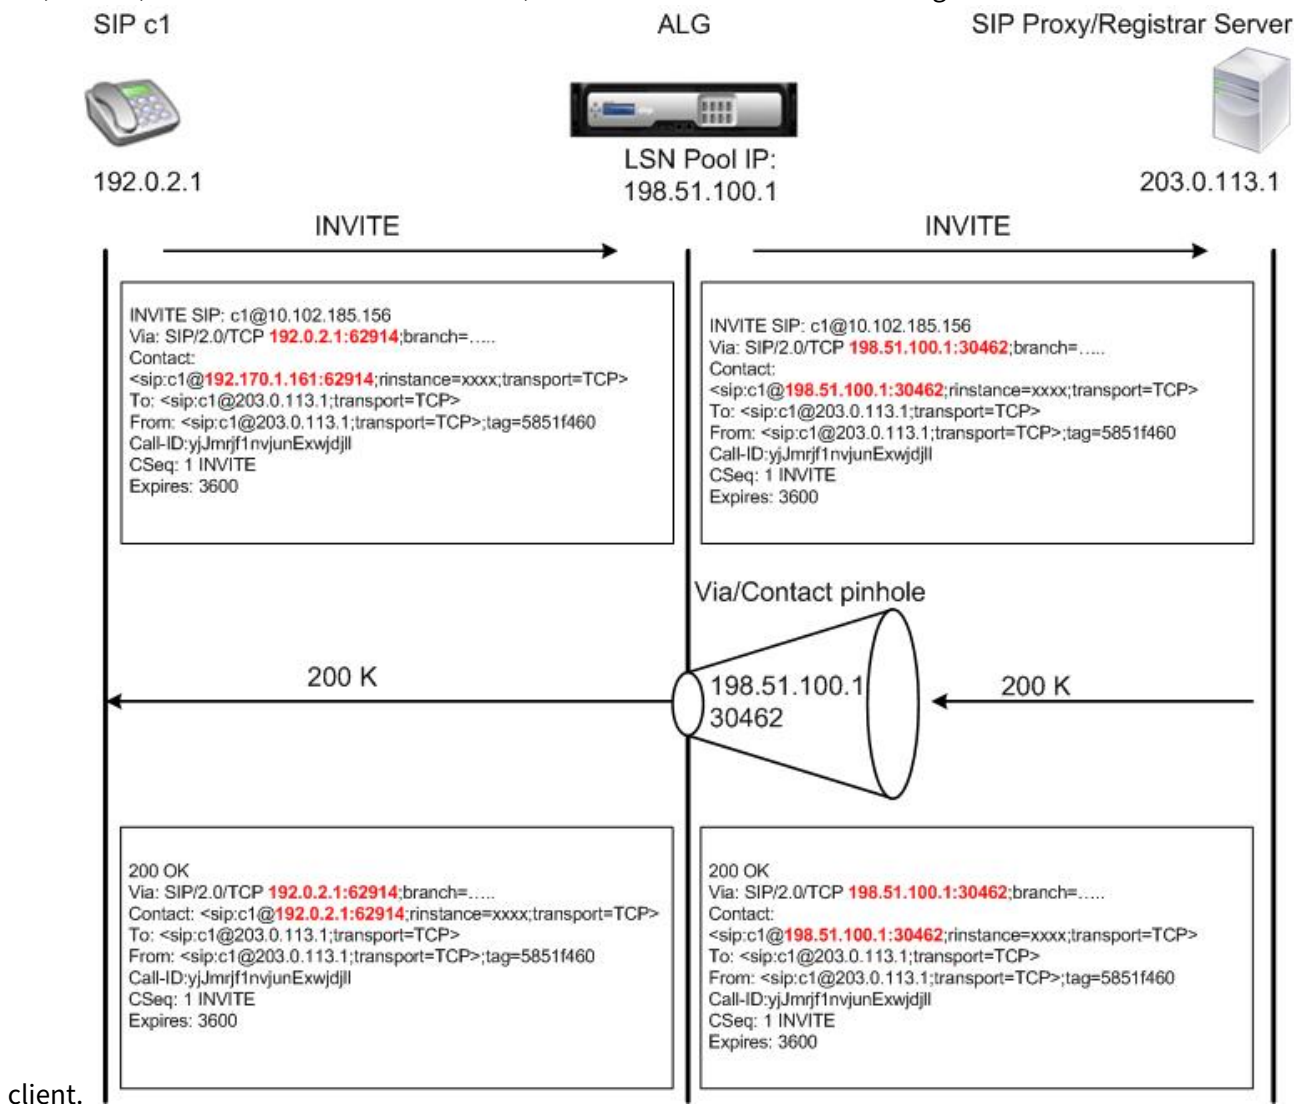 SIP c1
ALG
SIP Proxy/Registrar Server
192.0.2.1
LSN Pool IP:
198.51.100.1
203.0.113.1
INVITE
INVITE
INVITE SIP: c1@10.102.185.156
Via: SIP/2.0/TCP 192.0.2.1:62914;branch=.....
Contact:
<sip:c1@192.170.1.161:62914;rinstance=xxxx;transport=TCP>
To: <sip:c1@203.0.113.1;transport=TCP>
From: <sip:c1@203.0.113.1;transport=TCP>;tag=5851f460
Call-ID:yjJmrjf1nvjunExwjdjlI
CSeq: 1 INVITE
Expires: 3600
INVITE SIP: c1@10.102.185.156
Via: SIP/2.0/TCP 198.51.100.1:30462;branch=.....
Contact:
<sip:c1@198.51.100.1:30462;rinstance=xxxx;transport=TCP>
To: <sip:c1@203.0.113.1;transport=TCP>
From: <sip:c1@203.0.113.1;transport=TCP>;tag=5851f460
Call-ID:yjJmrjf1nvjunExwjdjlI
CSeq: 1 INVITE
Expires: 3600
Via/Contact pinhole
200 K
198.51.100.1
30462
200 K
200 OK
Via: SIP/2.0/TCP 192.0.2.1:62914;branch=.....
Contact: <sip:c1@192.0.2.1:62914;rinstance=xxxx;transport=TCP>
To: <sip:c1@203.0.113.1;transport=TCP>
From: <sip:c1@203.0.113.1;transport=TCP>;tag=5851f460
Call-ID:yjJmrjf1nvjunExwjdjlI
CSeq: 1 INVITE
Expires: 3600
200 OK
Via: SIP/2.0/TCP 198.51.100.1:30462;branch=.....
Contact:
<sip:c1@198.51.100.1:30462;rinstance=xxxx;transport=TCP>
To: <sip:c1@203.0.113.1;transport=TCP>
From: <sip:c1@203.0.113.1;transport=TCP>;tag=5851f460
Call-ID:yjJmrjf1nvjunExwjdjlI
CSeq: 1 INVITE
Expires: 3600
client.